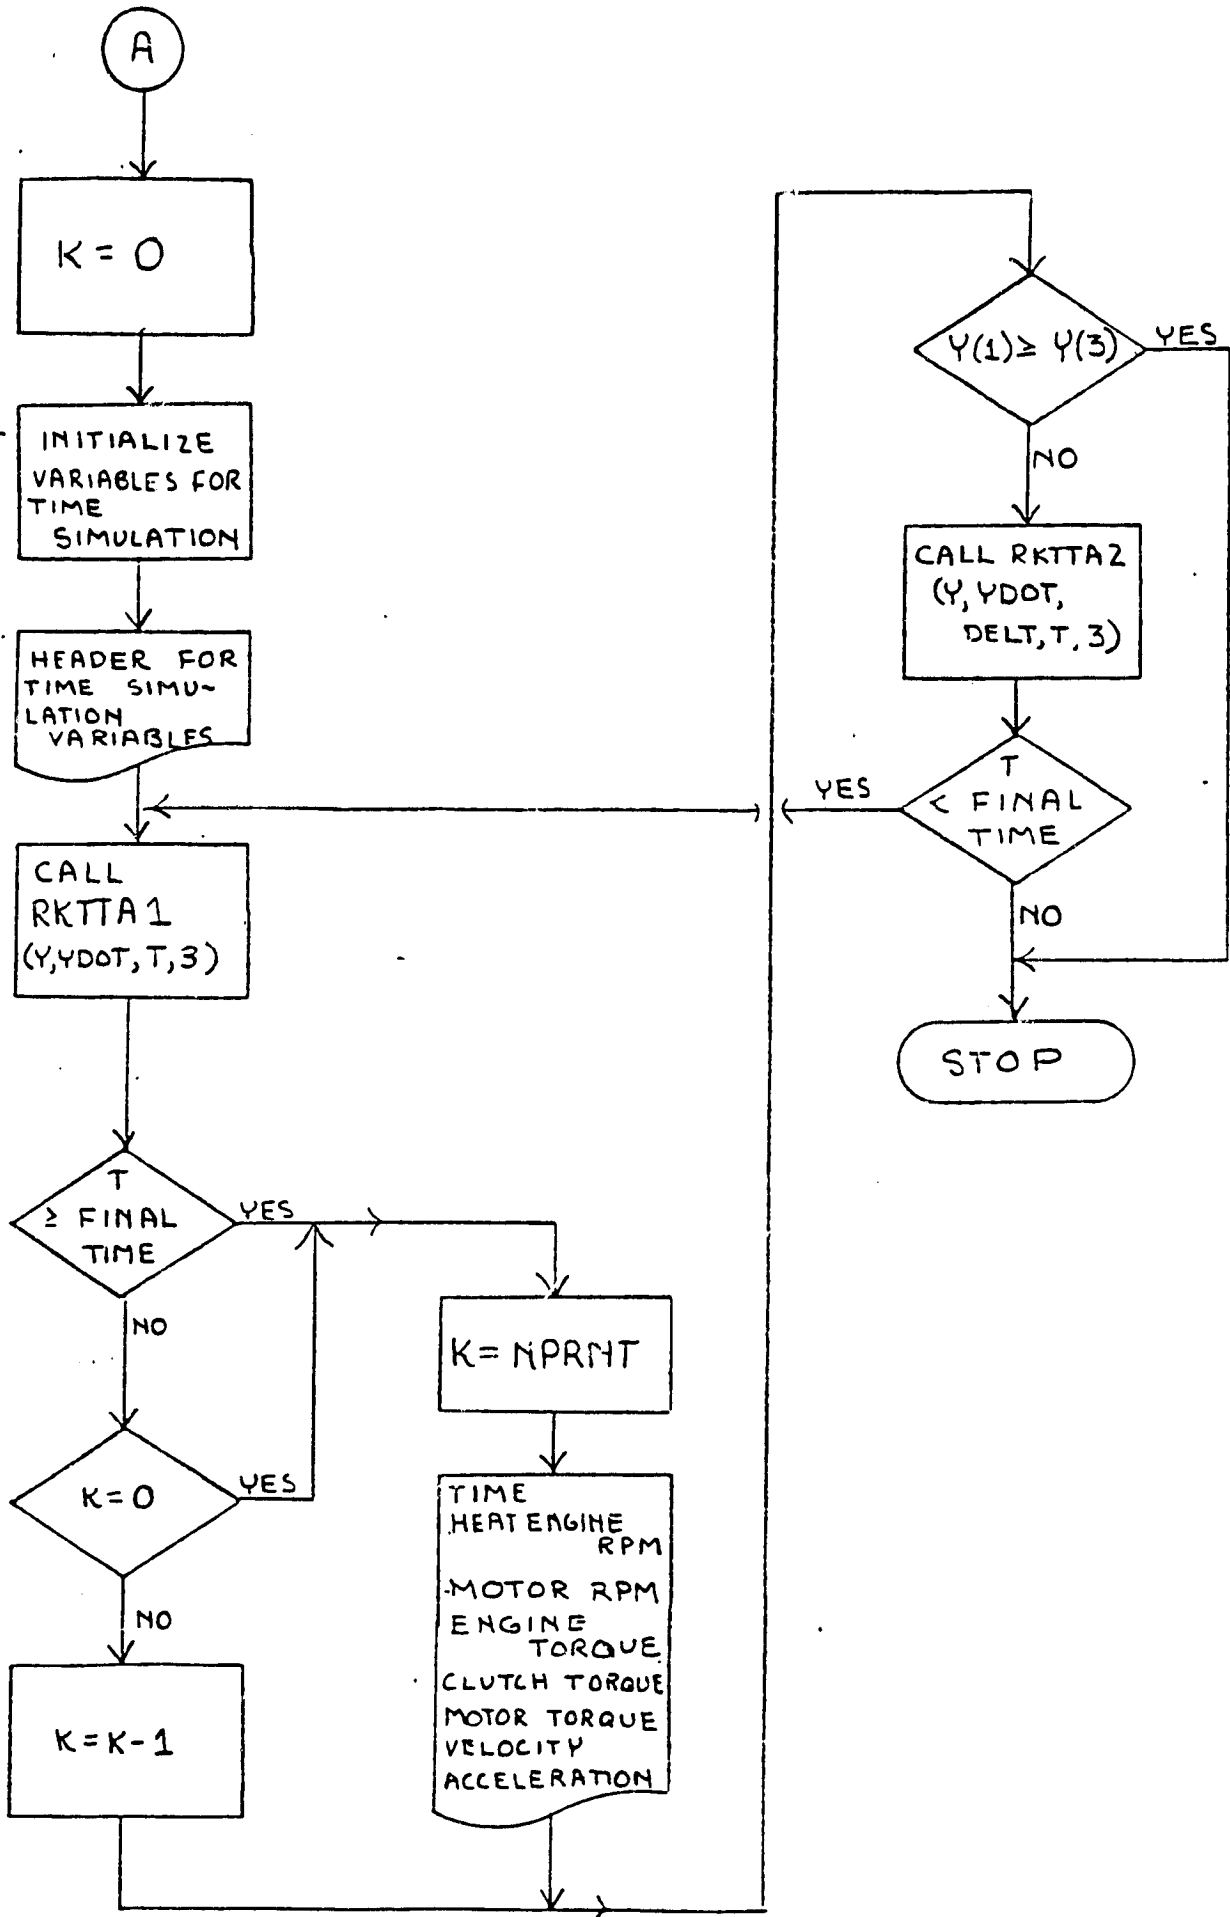 A
K = 0
INITIALIZE
VARIABLES FOR
TIME
SIMULATION
HEADER FOR
TIME SIMU-
LATION
VARIABLES
CALL
RKTTA1
(Y,YDOT,T,3)
T
≥ FINAL
TIME
YES
NO
K=0
YES
NO
K=K-1
K= NPRNT
TIME
HEAT ENGINE
RPM
MOTOR RPM
ENGINE
TORQUE
CLUTCH TORQUE
MOTOR TORQUE
VELOCITY
ACCELERATION
Y(1)≥ Y(3)
YES
NO
CALL RKTTA2
(Y, YDOT,
DELT, T, 3)
T
< FINAL
TIME
YES
NO
STOP